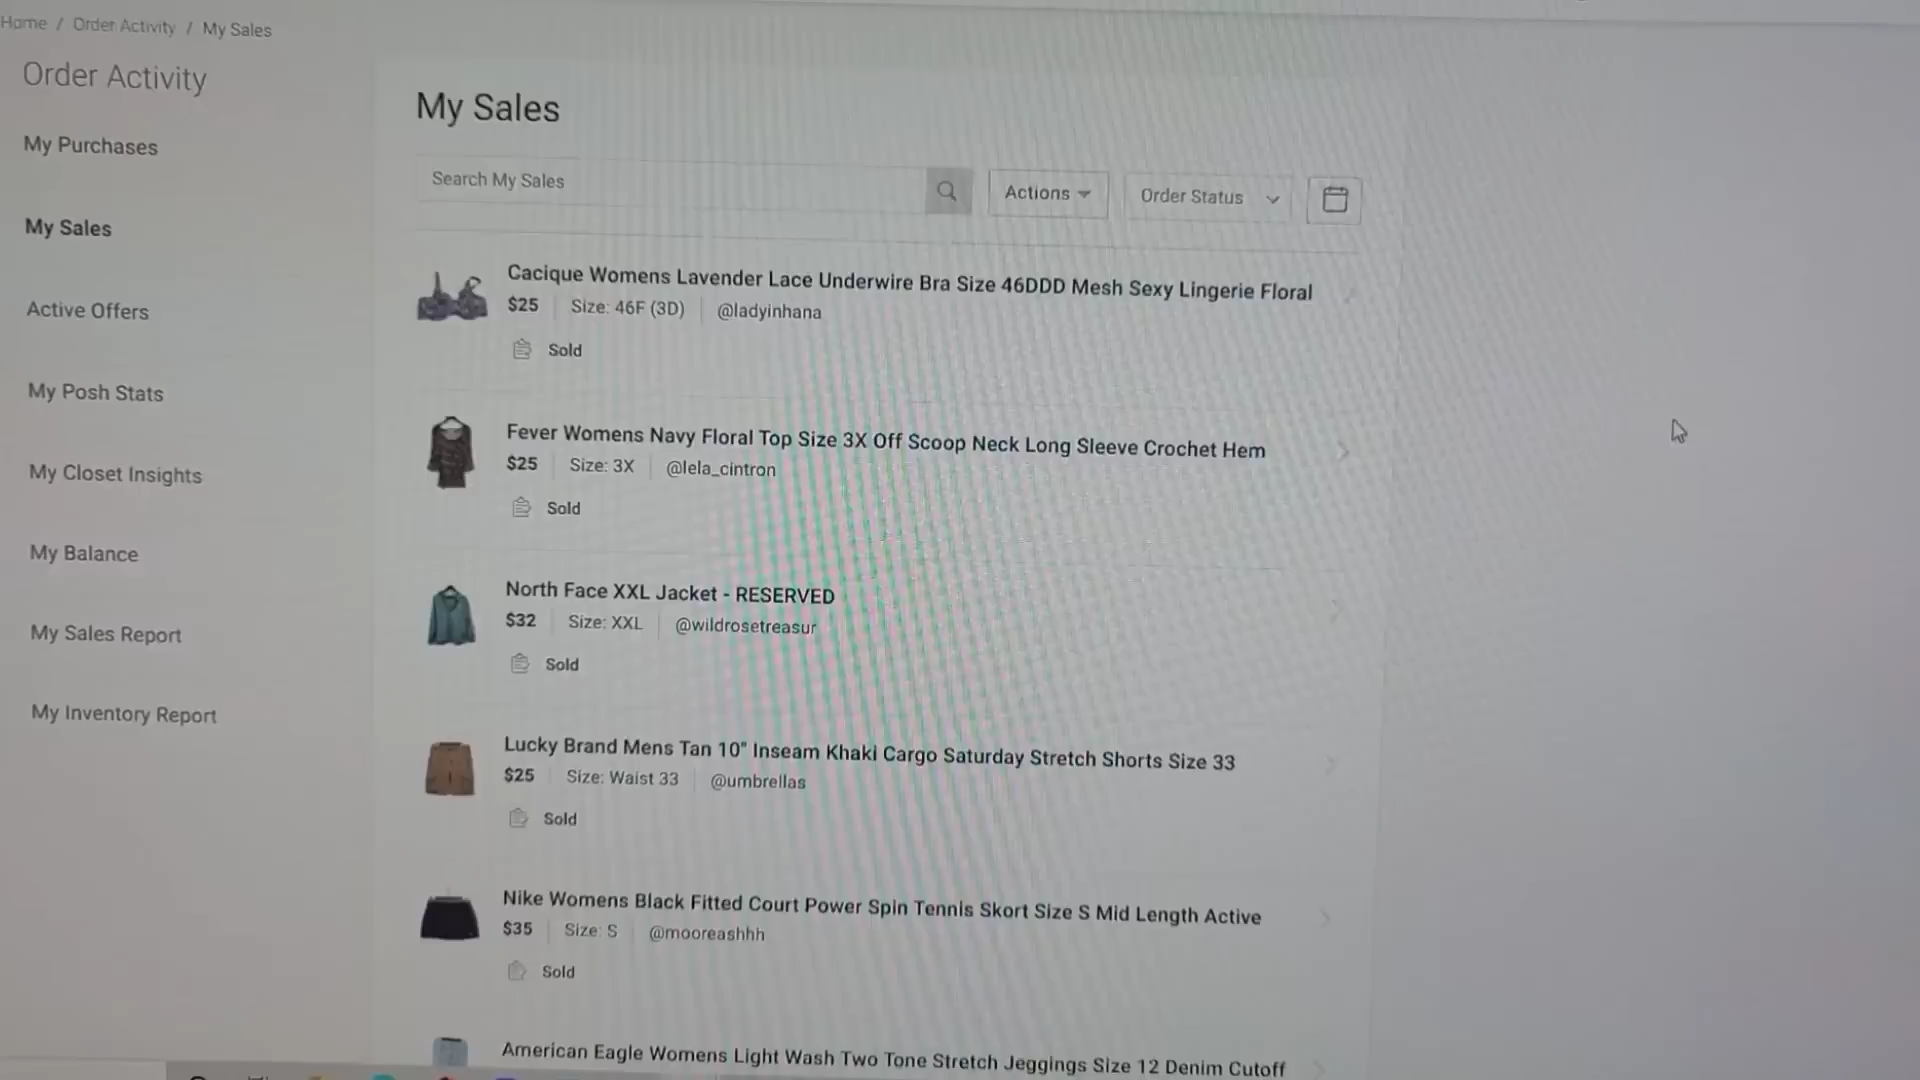 Home / Order Activity / My Sales
Order Activity
My Purchases
My Sales
Active Offers
My Posh Stats
My Closet Insights
My Balance
My Sales Report
My Inventory Report
My Sales
Search My Sales
Actions
Order Status
Cacique Womens Lavender Lace Underwire Bra Size 46DDD Mesh Sexy Lingerie Floral
$25 Size: 46F (3D) @ladyinhana
Sold
Fever Womens Navy Floral Top Size 3X Off Scoop Neck Long Sleeve Crochet Hem
$25 Size: 3X @lela_cintron
Sold
North Face XXL Jacket - RESERVED
$32 Size: XXL @wildrosetreasur
Sold
Lucky Brand Mens Tan 10" Inseam Khaki Cargo Saturday Stretch Shorts Size 33
$25 Size: Waist 33 @umbrellas
Sold
Nike Womens Black Fitted Court Power Spin Tennis Skort Size S Mid Length Active
$35 Size: S @mooreashhh
Sold
American Eagle Womens Light Wash Two Tone Stretch Jeggings Size 12 Denim Cutoff